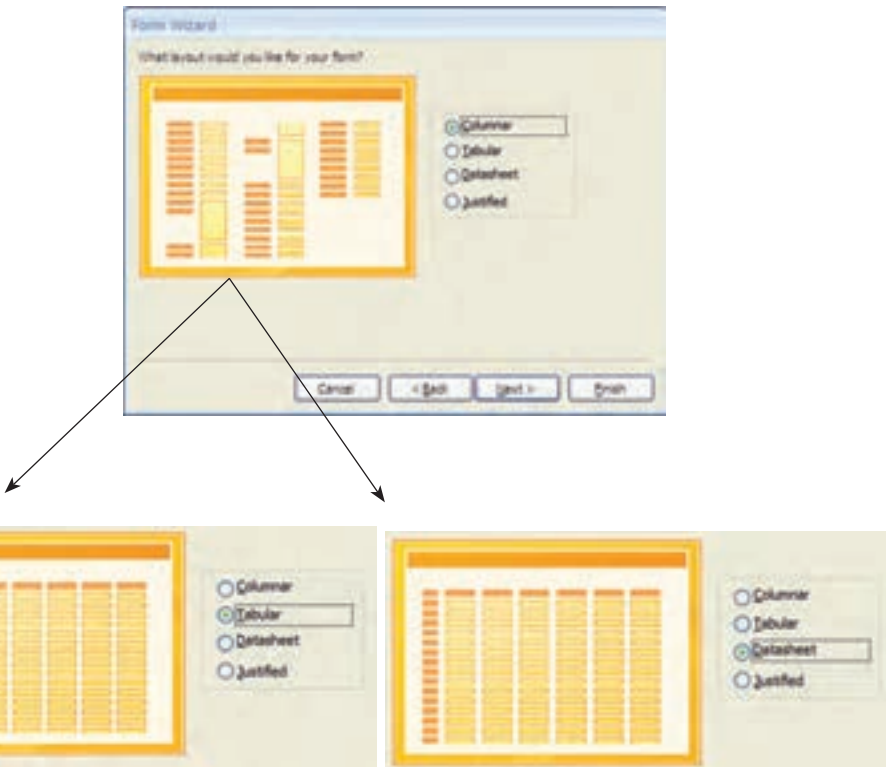 Form Wizard
What layout would you like for your form?
Columnar
Tabular
Datasheet
Justified
Cancel
< Back
Next >
Finish
Columnar
Tabular
Datasheet
Justified
Columnar
Tabular
Datasheet
Justified